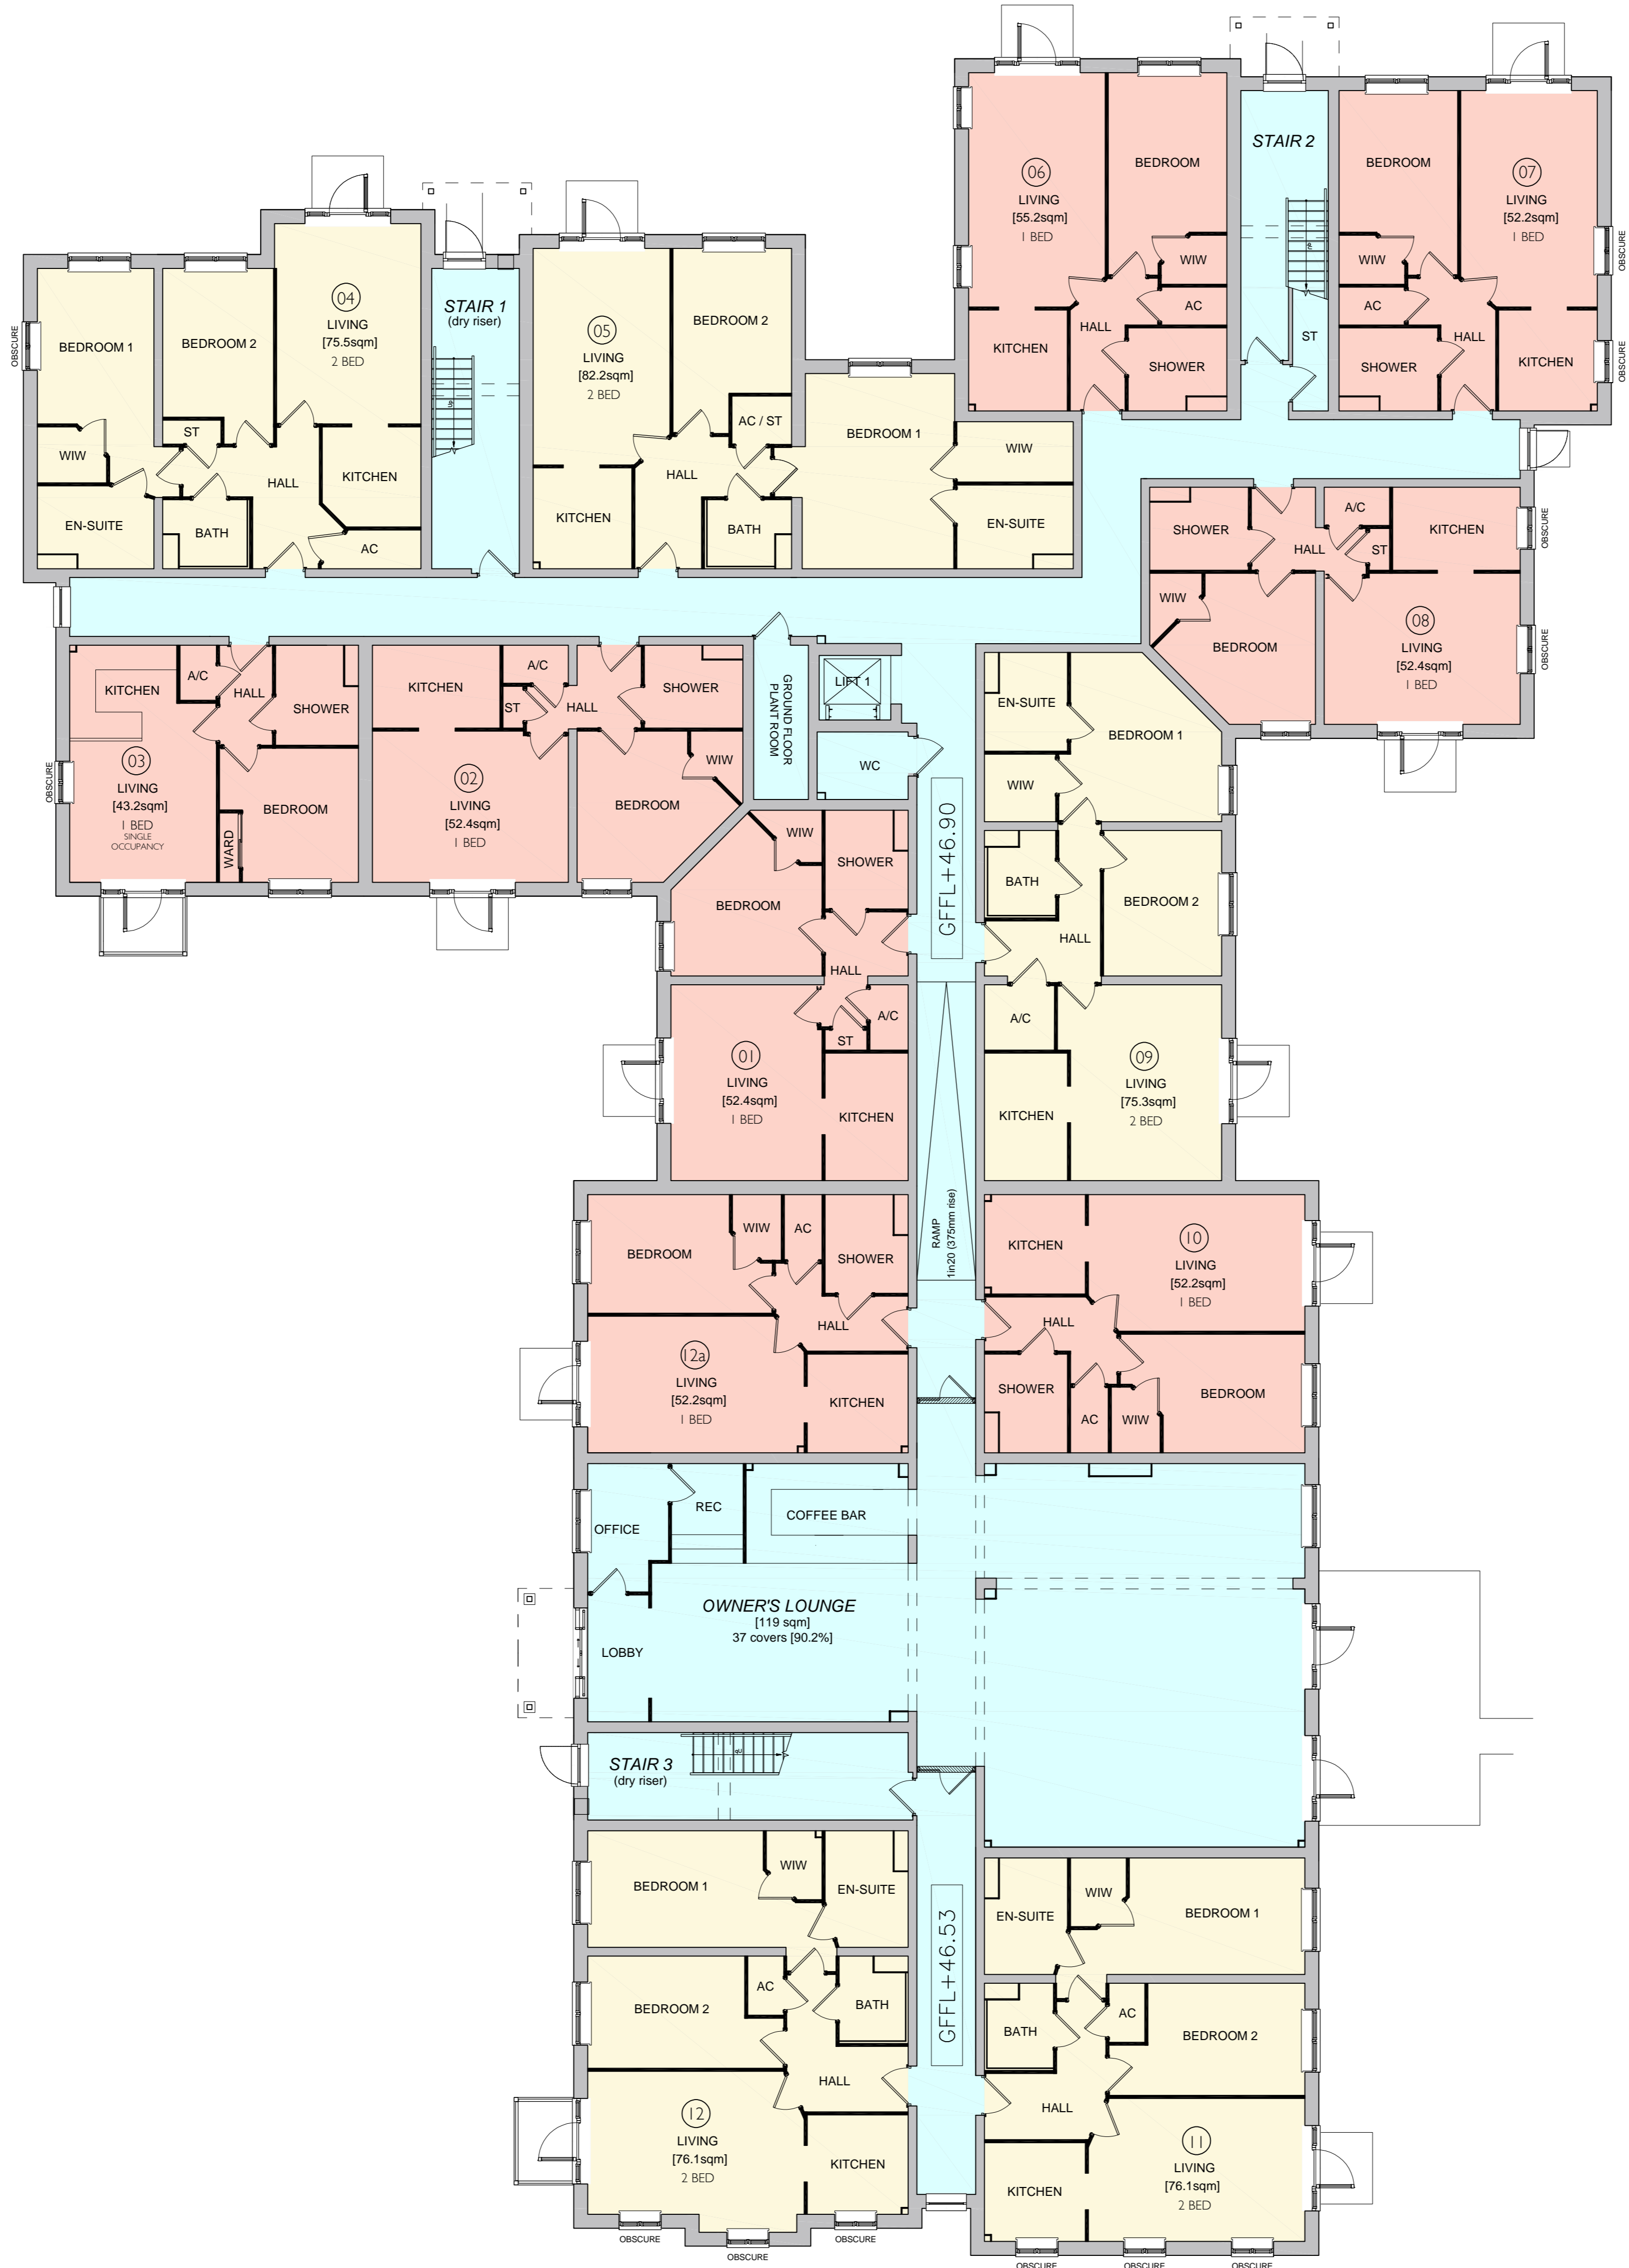 STAIR 2
06
LIVING
[55.2sqm]
1 BED
BEDROOM
WIW
AC
HALL
KITCHEN
SHOWER
ST
BEDROOM
07
LIVING
[52.2sqm]
1 BED
WIW
AC
HALL
SHOWER
KITCHEN
OBSCURE
OBSCURE
04
LIVING
[75.5sqm]
2 BED
BEDROOM 1
BEDROOM 2
OBSCURE
ST
WIW
HALL
KITCHEN
EN-SUITE
BATH
AC
STAIR 1
(dry riser)
05
LIVING
[82.2sqm]
2 BED
BEDROOM 2
AC / ST
BEDROOM 1
WIW
HALL
KITCHEN
BATH
EN-SUITE
SHOWER
A/C
KITCHEN
HALL
ST
WIW
BEDROOM
08
LIVING
[52.4sqm]
1 BED
OBSCURE
OBSCURE
KITCHEN
A/C
HALL
SHOWER
03
LIVING
[43.2sqm]
1 BED
SINGLE
OCCUPANCY
OBSCURE
WARD
BEDROOM
KITCHEN
A/C
ST
HALL
SHOWER
02
LIVING
[52.4sqm]
1 BED
WIW
BEDROOM
GROUND FLOOR
PLANT ROOM
LIFT 1
WC
GFFL+46.90
EN-SUITE
BEDROOM 1
WIW
BATH
BEDROOM 2
HALL
A/C
09
LIVING
[75.3sqm]
2 BED
KITCHEN
WIW
SHOWER
BEDROOM
HALL
A/C
ST
01
LIVING
[52.4sqm]
1 BED
KITCHEN
RAMP
1in20 (375mm rise)
WIW
AC
BEDROOM
SHOWER
HALL
12a
LIVING
[52.2sqm]
1 BED
KITCHEN
KITCHEN
10
LIVING
[52.2sqm]
1 BED
HALL
SHOWER
AC
WIW
BEDROOM
OFFICE
REC
COFFEE BAR
OWNER'S LOUNGE
[119 sqm]
37 covers [90.2%]
LOBBY
STAIR 3
(dry riser)
BEDROOM 1
WIW
EN-SUITE
BEDROOM 2
AC
BATH
HALL
12
LIVING
[76.1sqm]
2 BED
KITCHEN
OBSCURE
OBSCURE
OBSCURE
GFFL+46.53
EN-SUITE
WIW
BEDROOM 1
BATH
AC
BEDROOM 2
HALL
11
LIVING
[76.1sqm]
2 BED
KITCHEN
OBSCURE
OBSCURE
OBSCURE